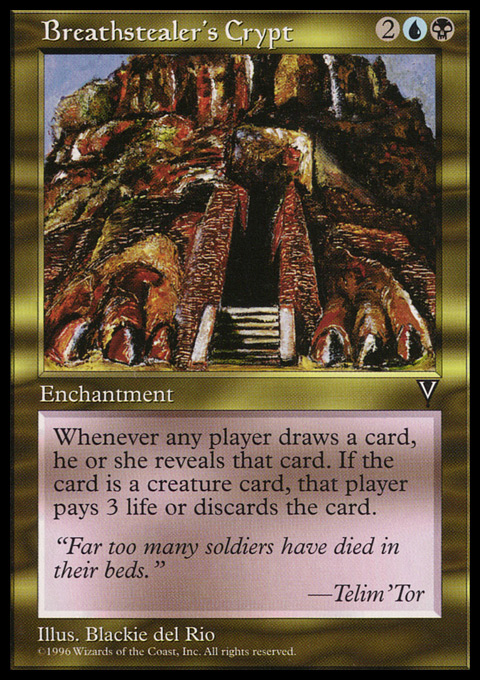 Breathstealer's Crypt 2
Enchantment V
Whenever any player draws a card,
he or she reveals that card. If the
card is a creature card, that player
pays 3 life or discards the card.
“Far too many soldiers have died in
their beds.”
—Telim'Tor
Illus. Blackie del Rio
©1996 Wizards of the Coast, Inc. All rights reserved.